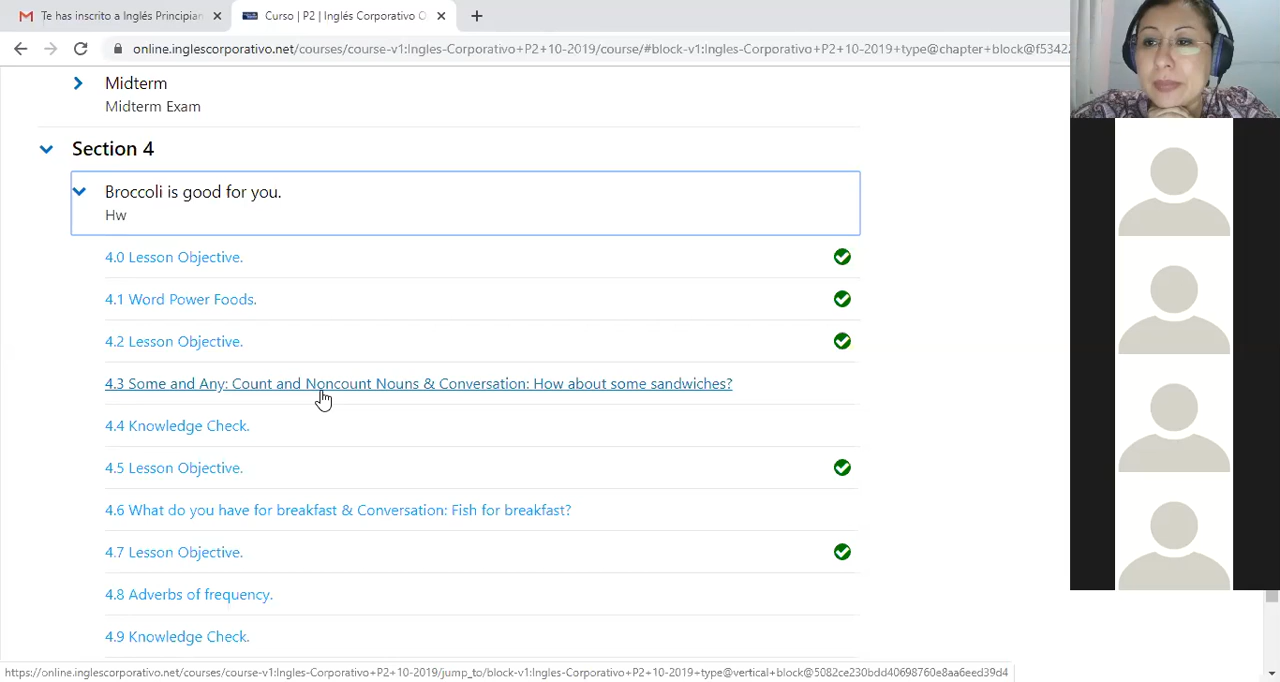 Te has inscrito a Inglés Principian
Curso | P2 | Inglés Corporativo O
online.inglescorporativo.net/courses/course-v1:Ingles-Corporativo+P2+10-2019/course/#block-v1:Ingles-Corporativo+P2+10-2019+type@chapter+block@f5342
Midterm
Midterm Exam
Section 4
Broccoli is good for you.
Hw
4.0 Lesson Objective.
4.1 Word Power Foods.
4.2 Lesson Objective.
4.3 Some and Any: Count and Noncount Nouns & Conversation: How about some sandwiches?
4.4 Knowledge Check.
4.5 Lesson Objective.
4.6 What do you have for breakfast & Conversation: Fish for breakfast?
4.7 Lesson Objective.
4.8 Adverbs of frequency.
4.9 Knowledge Check.
https://online.inglescorporativo.net/courses/course-v1:Ingles-Corporativo+P2+10-2019/jump_to/block-v1:Ingles-Corporativo+P2+10-2019+type@vertical+block@5082ce230bdd40698760e8aa6eed39d4